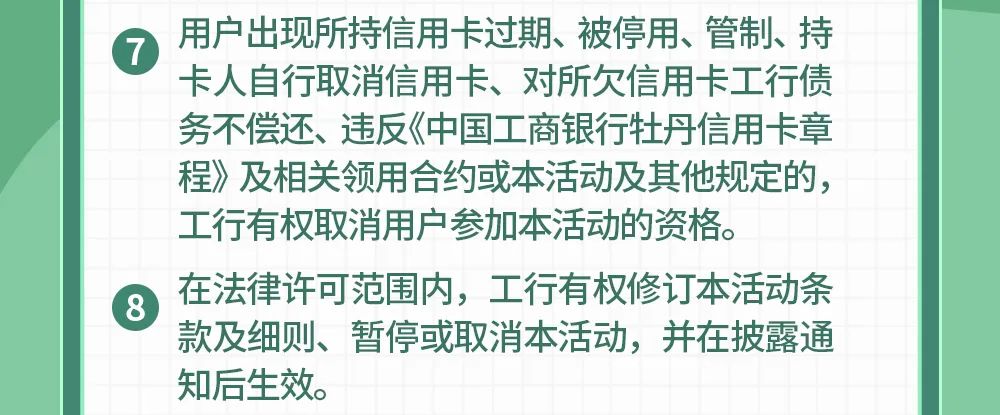 7 用户出现所持信用卡过期、被停用、管制、持
卡人自行取消信用卡、对所欠信用卡工行债
务不偿还、违反《中国工商银行牡丹信用卡章
程》及相关领用合约或本活动及其他规定的，
工行有权取消用户参加本活动的资格。
8 在法律许可范围内，工行有权修订本活动条
款及细则、暂停或取消本活动，并在披露通
知后生效。